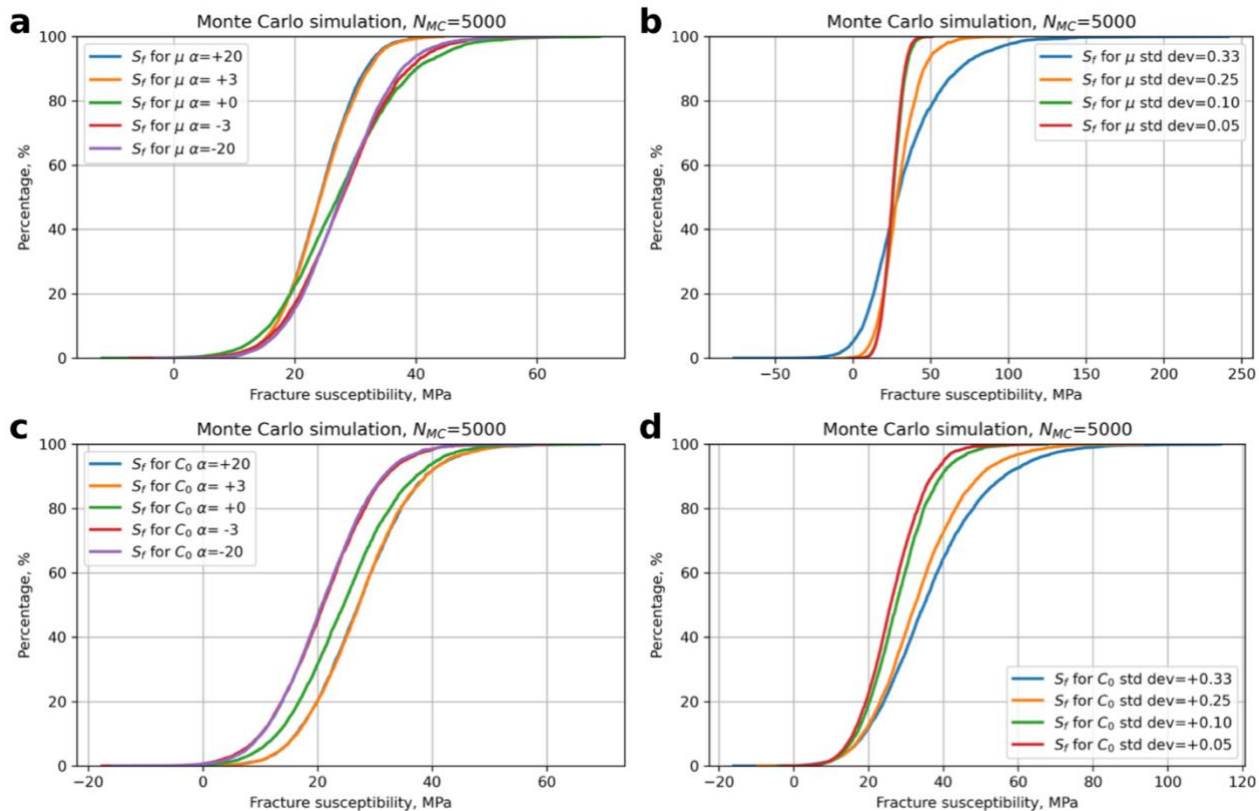 a
Monte Carlo simulation, N_MC=5000
S_f for μ α=+20
S_f for μ α= +3
S_f for μ α= +0
S_f for μ α= -3
S_f for μ α=-20
Percentage, %
100
80
60
40
20
0
0 20 40 60
Fracture susceptibility, MPa
b
Monte Carlo simulation, N_MC=5000
S_f for μ std dev=0.33
S_f for μ std dev=0.25
S_f for μ std dev=0.10
S_f for μ std dev=0.05
Percentage, %
100
80
60
40
20
0
−50 0 50 100 150 200 250
Fracture susceptibility, MPa
c
Monte Carlo simulation, N_MC=5000
S_f for C_0 α=+20
S_f for C_0 α= +3
S_f for C_0 α= +0
S_f for C_0 α= -3
S_f for C_0 α=-20
Percentage, %
100
80
60
40
20
0
−20 0 20 40 60
Fracture susceptibility, MPa
d
Monte Carlo simulation, N_MC=5000
Percentage, %
100
80
60
40
20
0
S_f for C_0 std dev=+0.33
S_f for C_0 std dev=+0.25
S_f for C_0 std dev=+0.10
S_f for C_0 std dev=+0.05
−20 0 20 40 60 80 100 120
Fracture susceptibility, MPa